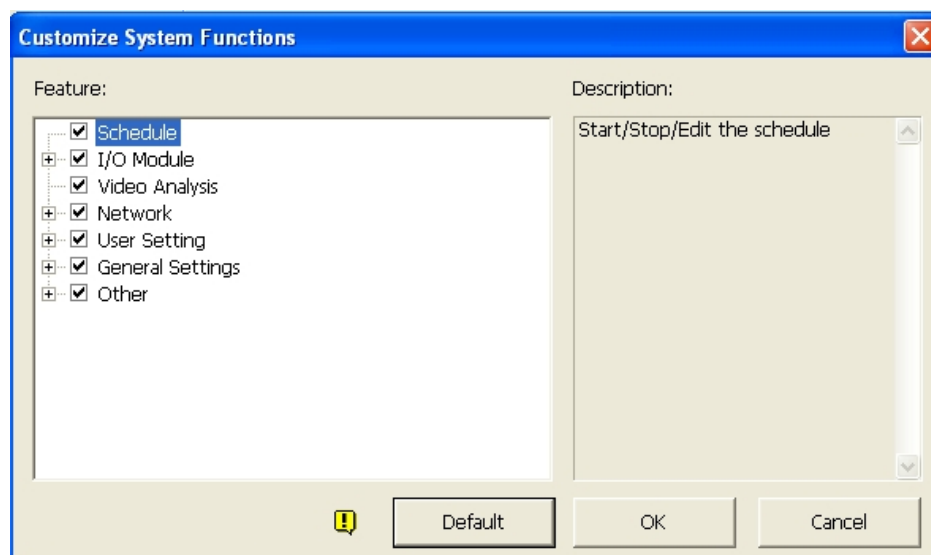 Customize System Functions
Feature:
Description:
Schedule
I/O Module
Video Analysis
Network
User Setting
General Settings
Other
Start/Stop/Edit the schedule
Default
OK
Cancel